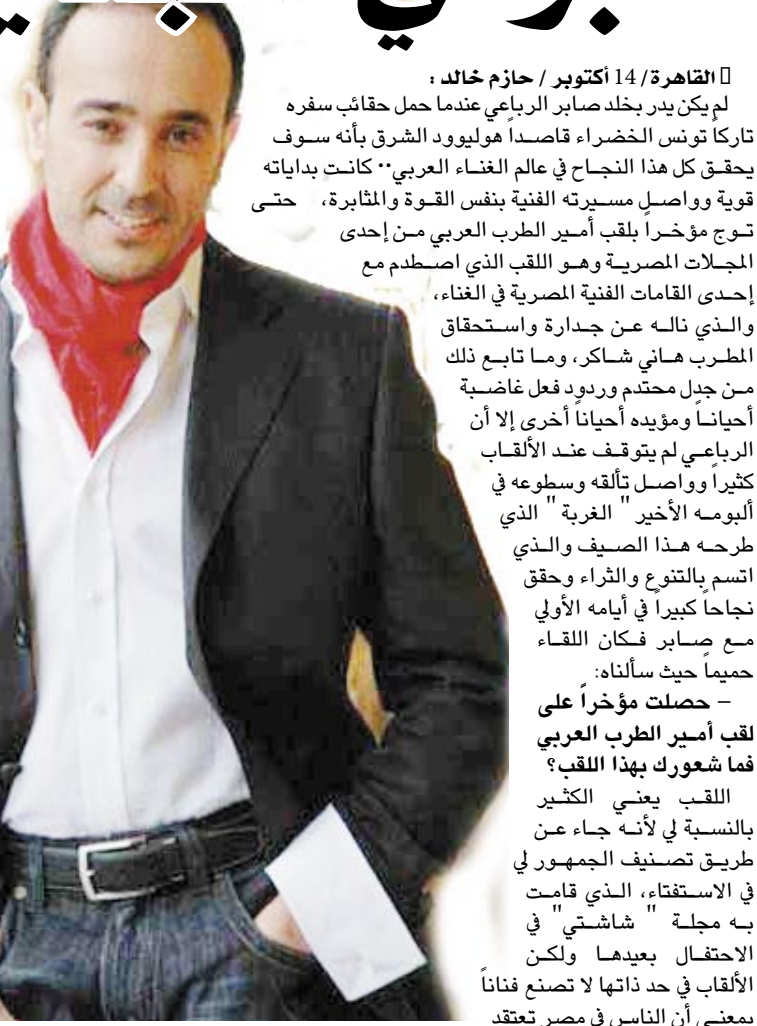 القاهرة/ 14 أكتوبر / حازم خالد :
لم يكن يدر بخلد صابر الرباعي عندما حمل حقائب سفره
تاركاً تونس الخضراء قاصداً هوليوود الشرق بأنه سوف
يحقق كل هذا النجاح في عالم الغناء العربي.. كانت بداياته
قوية وواصل مسيرته الفنية بنفس القوة والمثابرة، حتى
توج مؤخراً بلقب أمير الطرب العربي من إحدى
المجلات المصرية وهو اللقب الذي اصطدم مع
إحدى القامات الفنية المصرية في الغناء،
والذي ناله عن جدارة واستحقاق
المطرب هاني شاكر، وما تابع ذلك
من جدل محتدم وردود فعل غاضبة
أحياناً ومؤيده أحياناً أخرى إلا أن
الرباعي لم يتوقف عند الألقاب
كثيراً وواصل تألقه وسطوعه في
ألبومه الأخير " الغربة " الذي
طرحه هذا الصيف والذي
اتسم بالتنوع والثراء وحقق
نجاحاً كبيراً في أيامه الأولي
مع صابر فكان اللقاء
حميماً حيث سألناه:
– حصلت مؤخراً على
لقب أمير الطرب العربي
فما شعورك بهذا اللقب؟
اللقب يعني الكثير
بالنسبة لي لأنه جاء عن
طريق تصنيف الجمهور لي
في الاستفتاء، الذي قامت
به مجلة " شاشتي" في
الاحتفال بعيدها ولكن
الألقاب في حد ذاتها لا تصنع فناناً
بمعنى أن الناس في مصر تعتقد